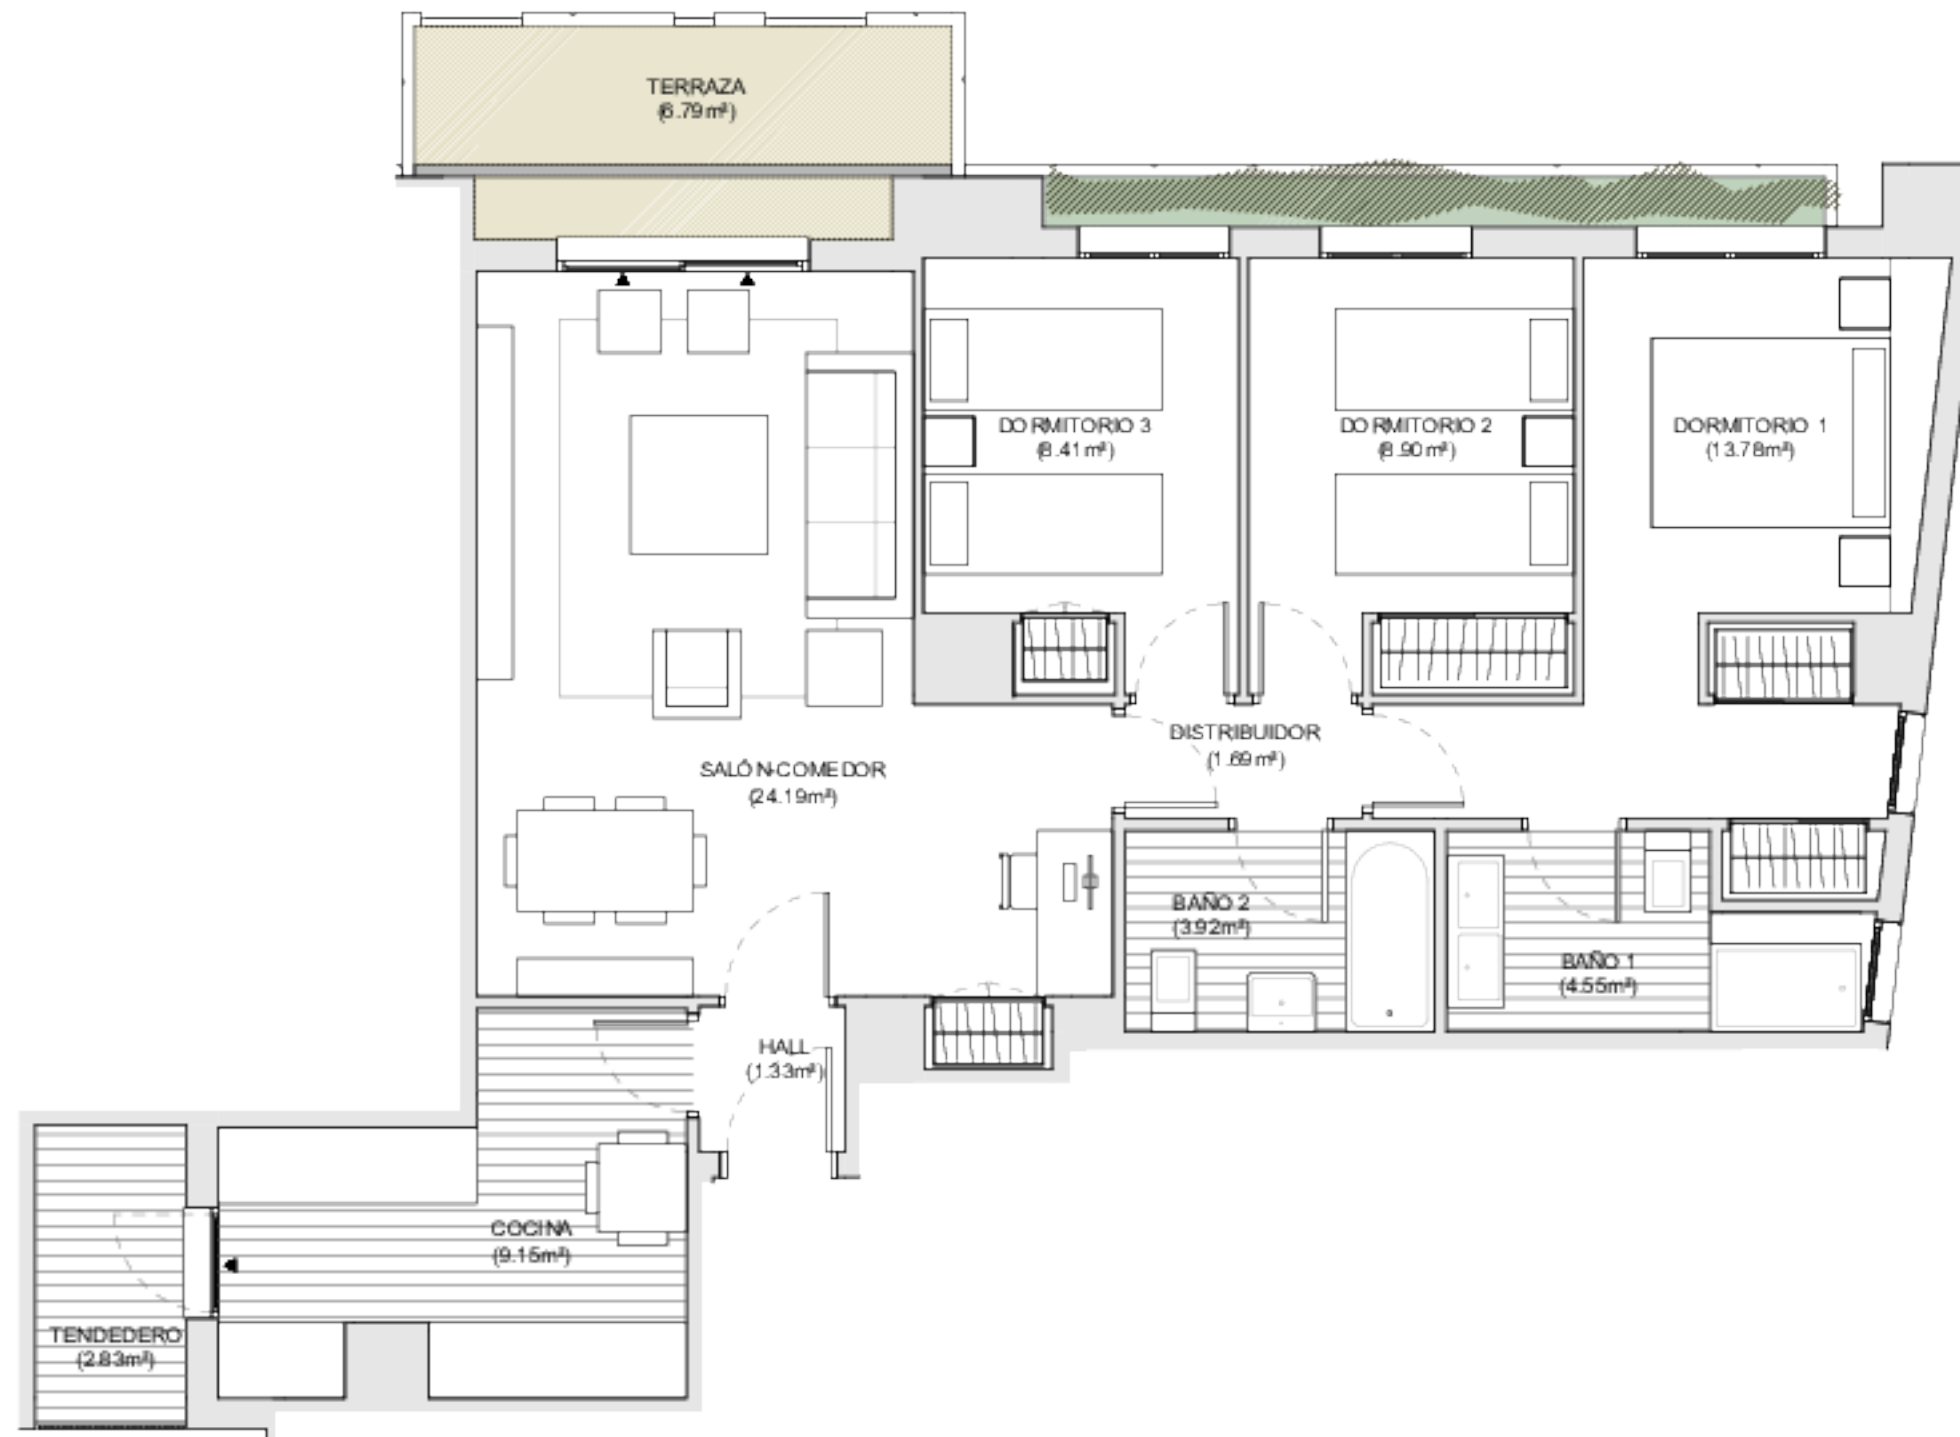 TERRAZA
(6.79m²)
DORMITORIO 3
(8.41m²)
DORMITORIO 2
(8.90m²)
DORMITORIO 1
(13.78m²)
DISTRIBUIDOR
(1.69m²)
SALÓN-COMEDOR
(24.19m²)
BAÑO 2
(3.92m²)
BAÑO 1
(4.55m²)
HALL
(1.33m²)
COCINA
(9.15m²)
TENDEDERO
(2.83m²)